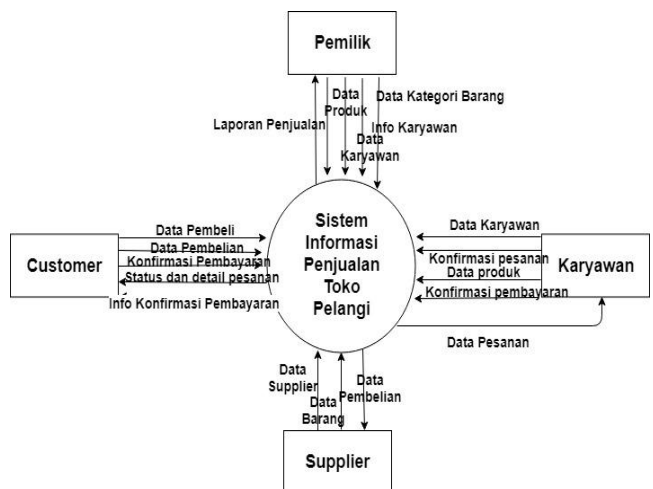 Pemilik
Data
Produk
Data Kategori Barang
Laporan Penjualan
Info Karyawan
Data
Karyawan
Sistem
Informasi
Penjualan
Toko
Pelangi
Customer
Data Pembeli
Data Pembelian
Konfirmasi Pembayaran
Status dan detail pesanan
Info Konfirmasi Pembayaran
Karyawan
Data Karyawan
Konfirmasi pesanan
Data produk
Konfirmasi pembayaran
Data Pesanan
Data
Supplier
Data
Barang
Data
Pembelian
Supplier